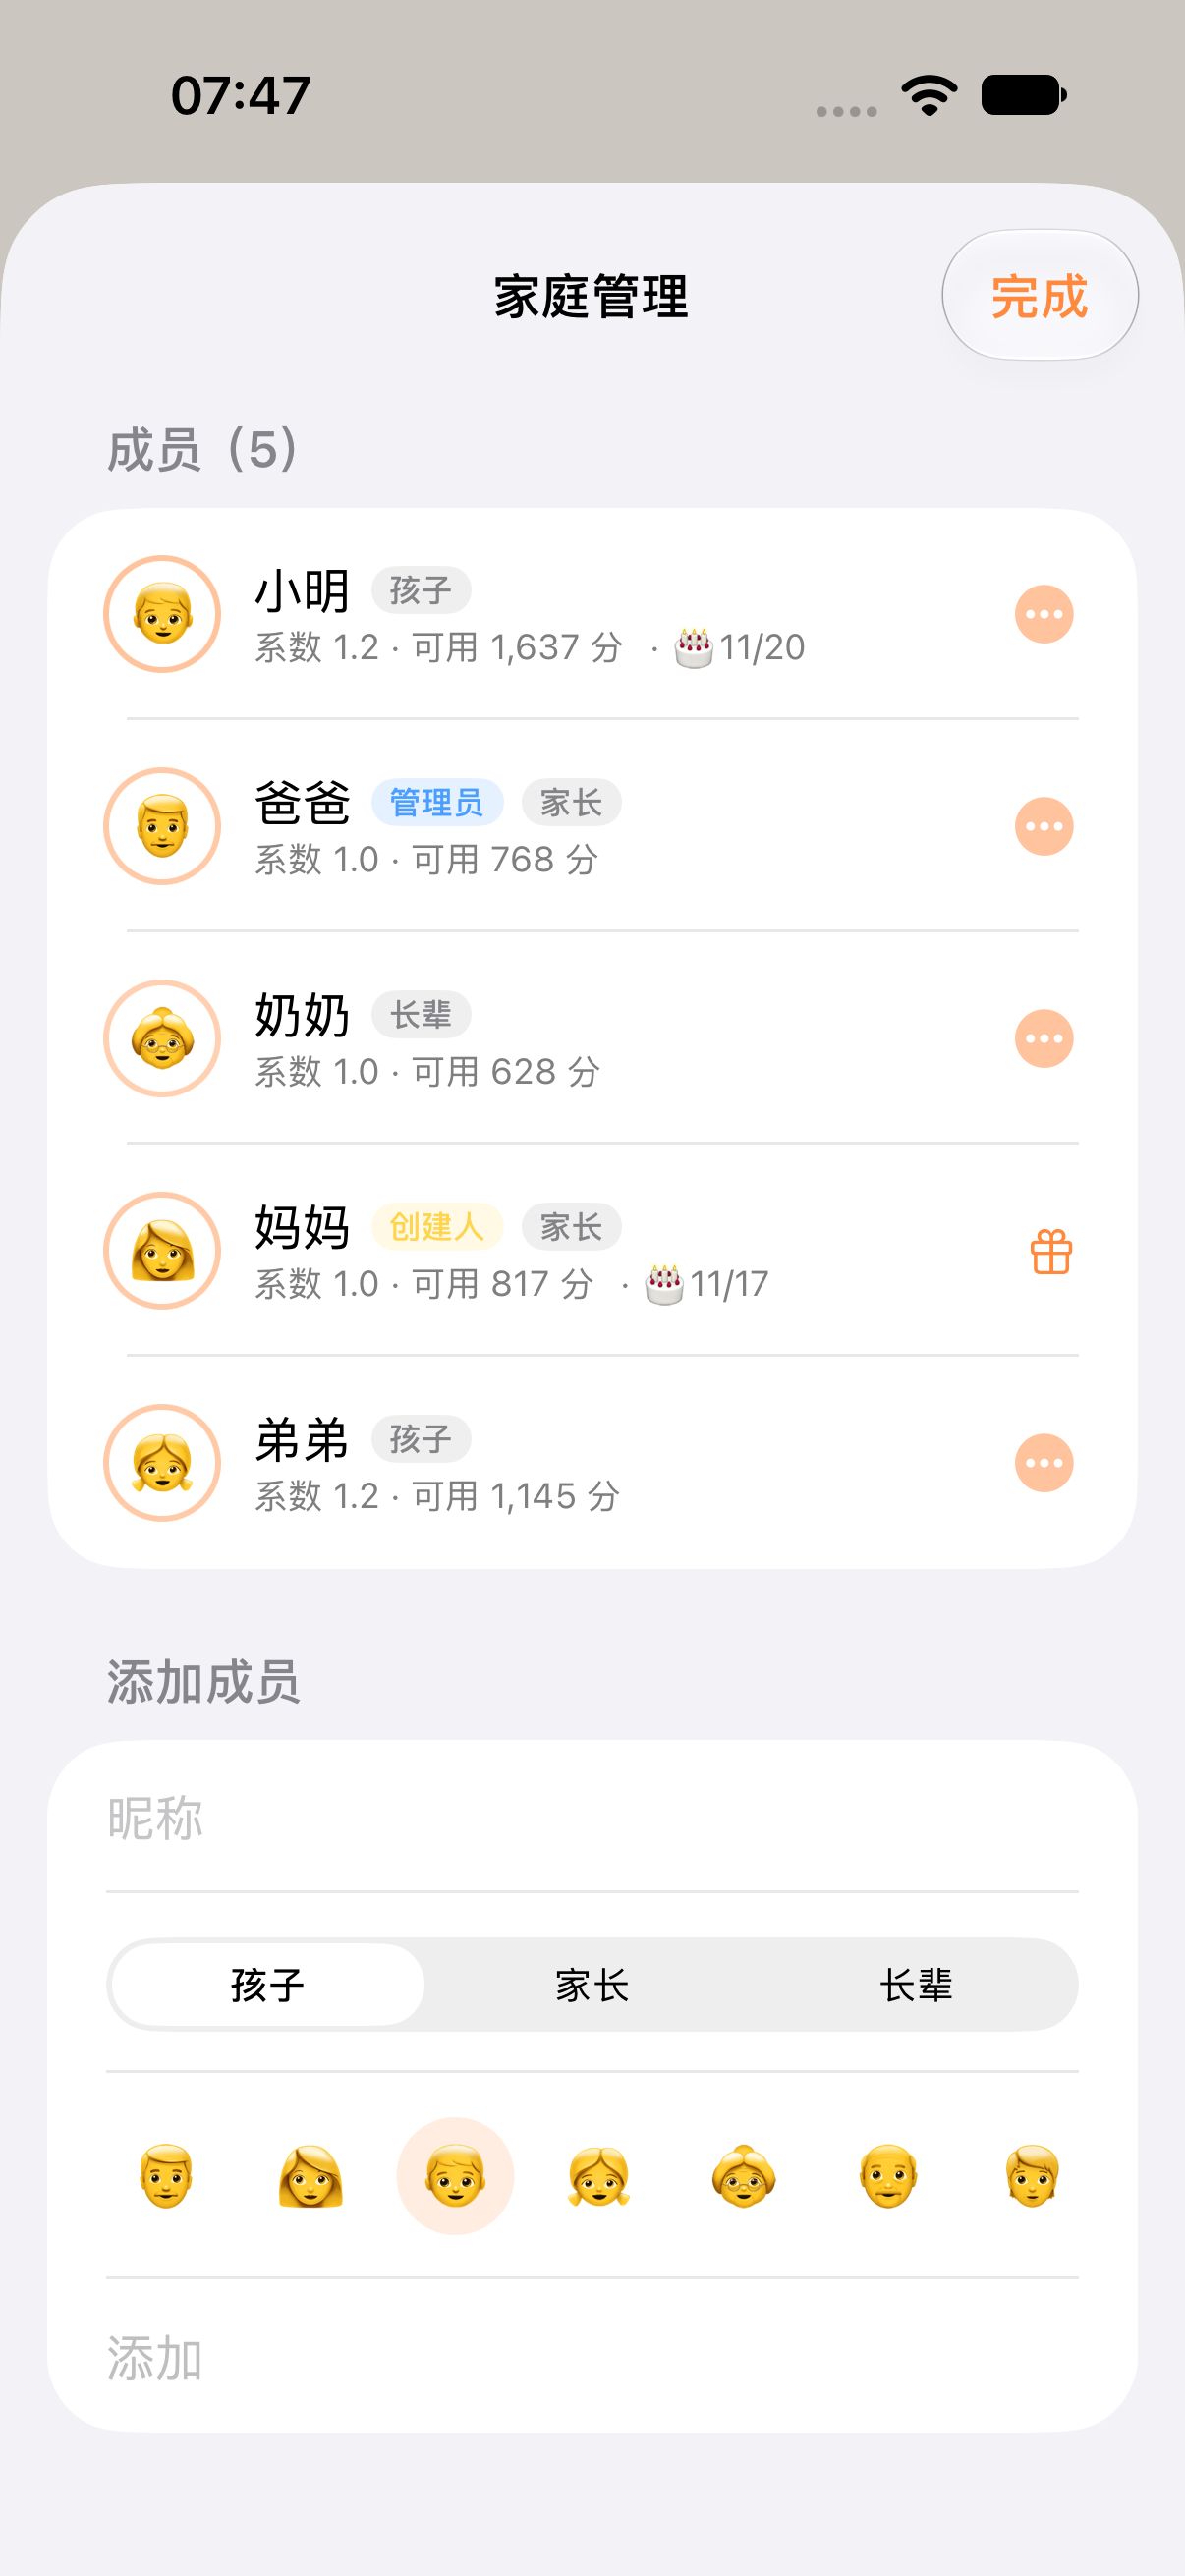 07:47
家庭管理
完成
成员（5）
小明 孩子
系数 1.2 · 可用 1,637 分 · 🎂11/20
爸爸 管理员 家长
系数 1.0 · 可用 768 分
奶奶 长辈
系数 1.0 · 可用 628 分
妈妈 创建人 家长
系数 1.0 · 可用 817 分 · 🎂11/17
弟弟 孩子
系数 1.2 · 可用 1,145 分
添加成员
昵称
孩子 家长 长辈
添加